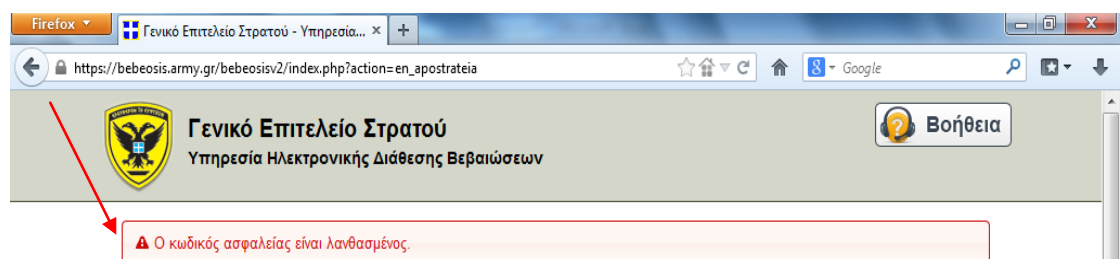 Firefox
Γενικό Επιτελείο Στρατού - Υπηρεσία...
https://bebeosis.army.gr/bebeosisv2/index.php?action=en_apostrateia
8 Google
Γενικό Επιτελείο Στρατού
Υπηρεσία Ηλεκτρονικής Διάθεσης Βεβαιώσεων
Βοήθεια
Ο κωδικός ασφαλείας είναι λανθασμένος.